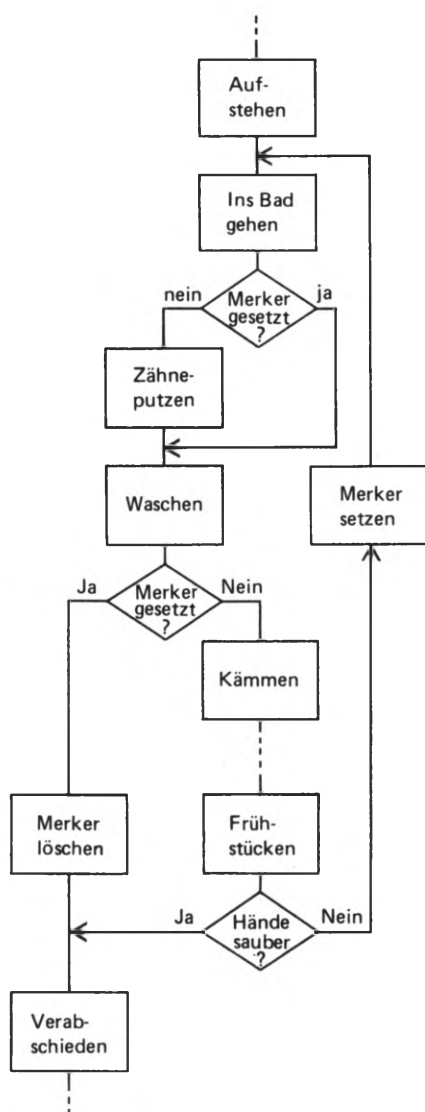 Auf-
stehen
Ins Bad
gehen
nein
Merker
gesetzt
?
ja
Zähne-
putzen
Waschen
Merker
setzen
Ja
Merker
gesetzt
?
Nein
Kämmen
Merker
löschen
Früh-
stücken
Ja
Hände
sauber
?
Nein
Verab-
schieden